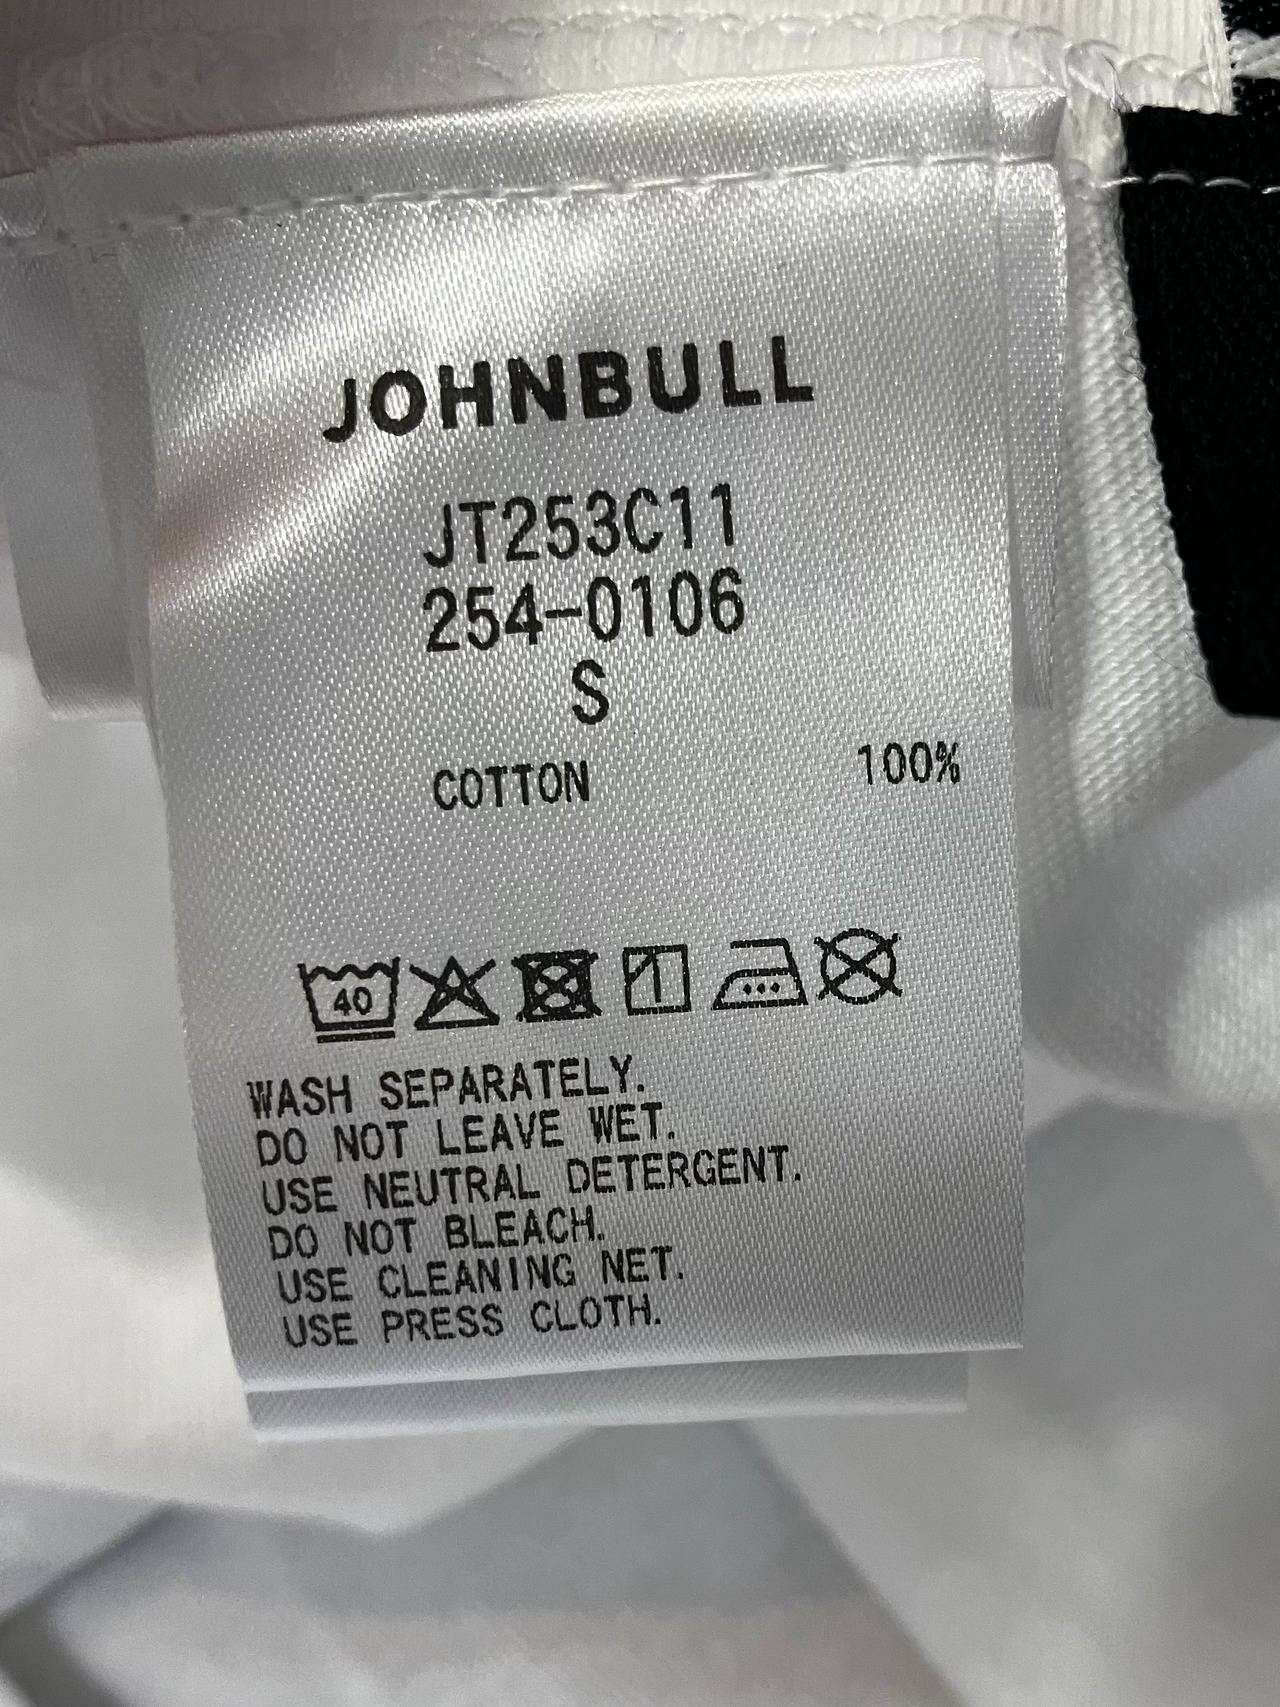 JOHNBULL
JT253C11
254-0106
S
COTTON 100%
40
WASH SEPARATELY.
DO NOT LEAVE WET.
USE NEUTRAL DETERGENT.
DO NOT BLEACH.
USE CLEANING NET.
USE PRESS CLOTH.